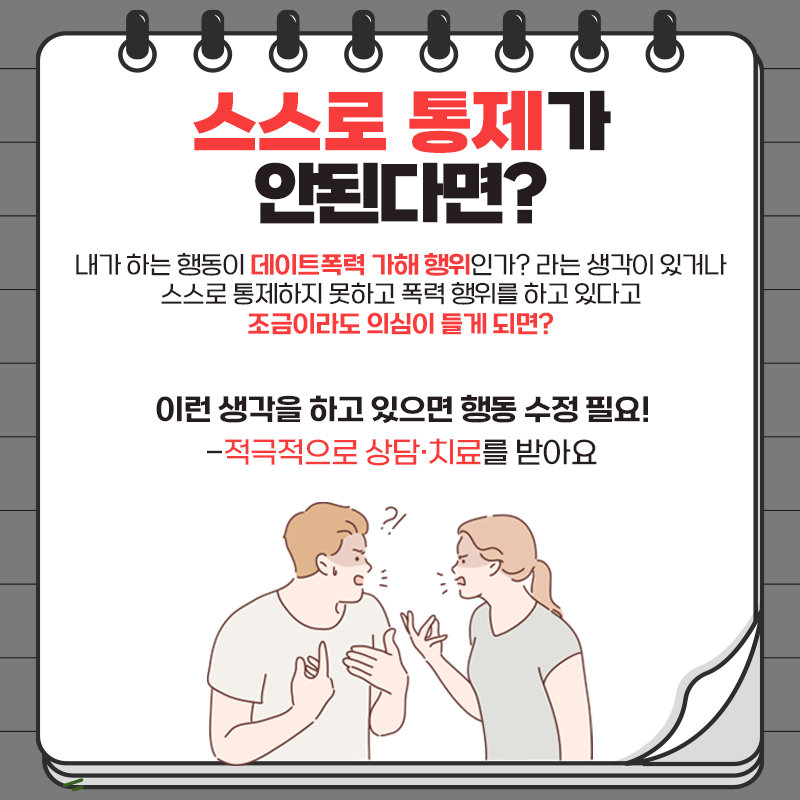 스스로 통제가
안된다면?
내가 하는 행동이 데이트폭력 가해 행위인가? 라는 생각이 있거나
스스로 통제하지 못하고 폭력 행위를 하고 있다고
조금이라도 의심이 들게 되면?
이런 생각을 하고 있으면 행동 수정 필요!
-적극적으로 상담·치료를 받아요
?!